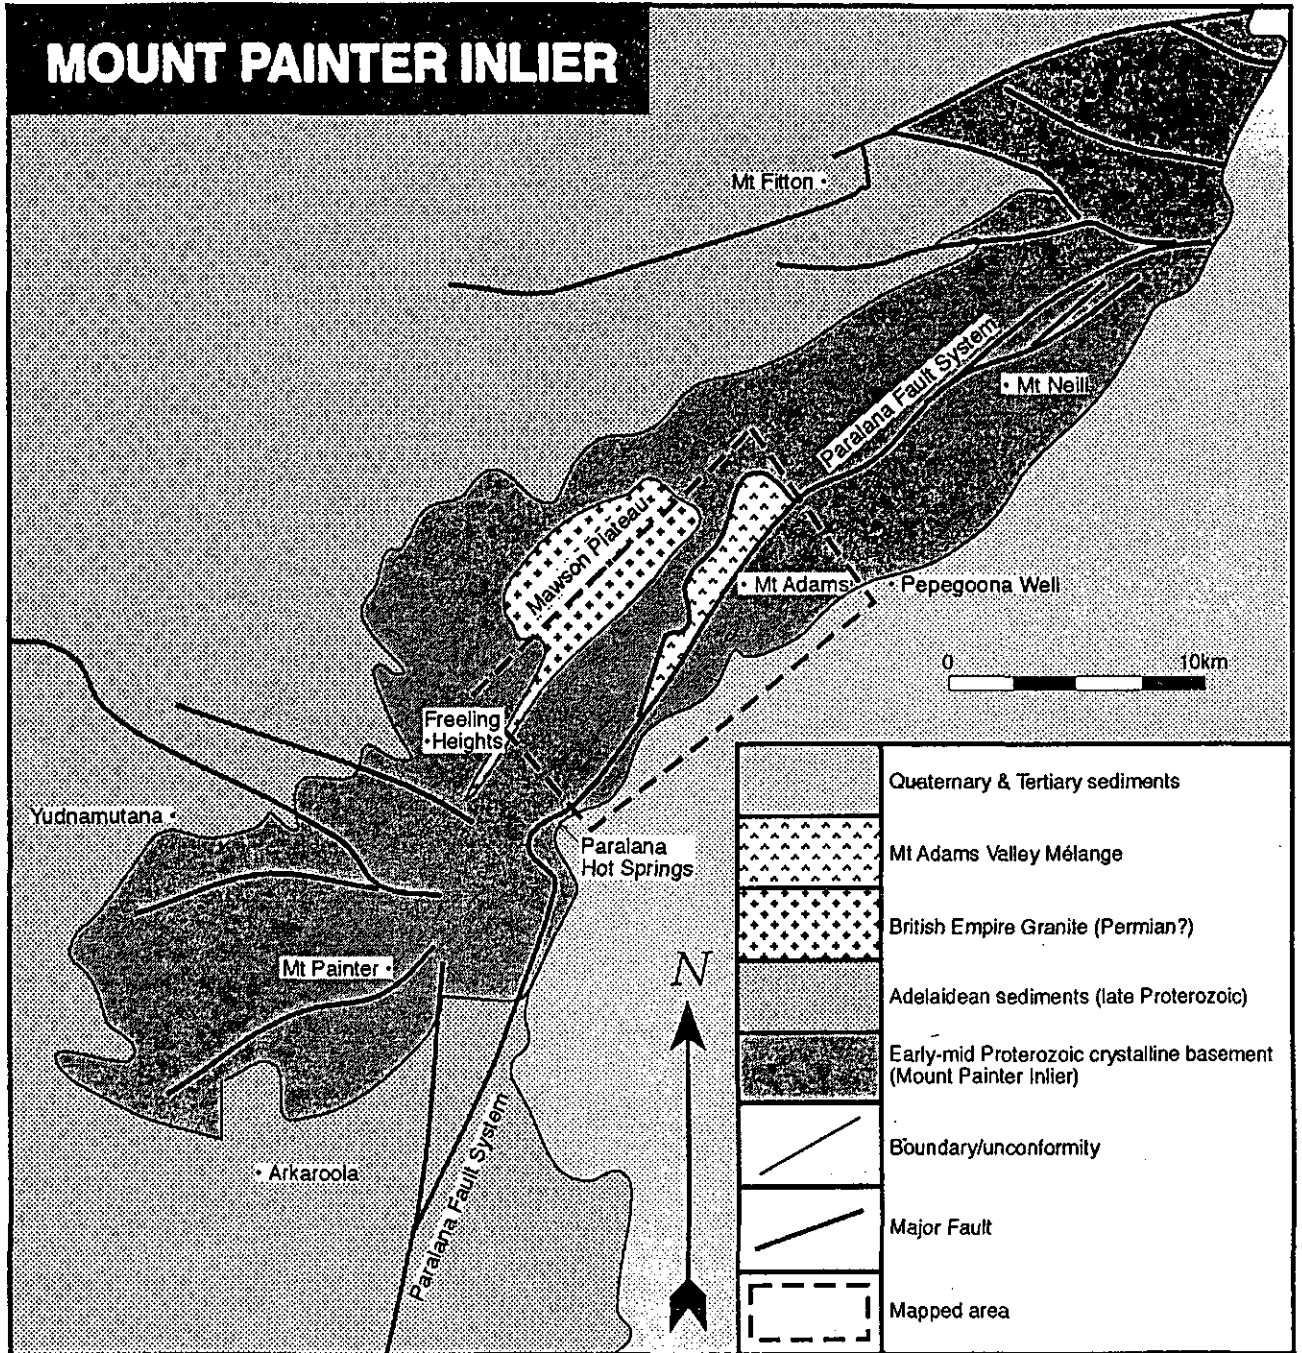 MOUNT PAINTER INLIER
Mt Fitton
Paralana Fault System
Mt Neill
Mawson Plateau
Mt Adams
Pepegoona Well
0 10km
Freeling
Heights
Yudnamutana
Paralana
Hot Springs
Mt Painter
N
Arkaroola
Paralana Fault System
Quaternary & Tertiary sediments
Mt Adams Valley Mélange
British Empire Granite (Permian?)
Adelaidean sediments (late Proterozoic)
Early-mid Proterozoic crystalline basement
(Mount Painter Inlier)
Boundary/unconformity
Major Fault
Mapped area